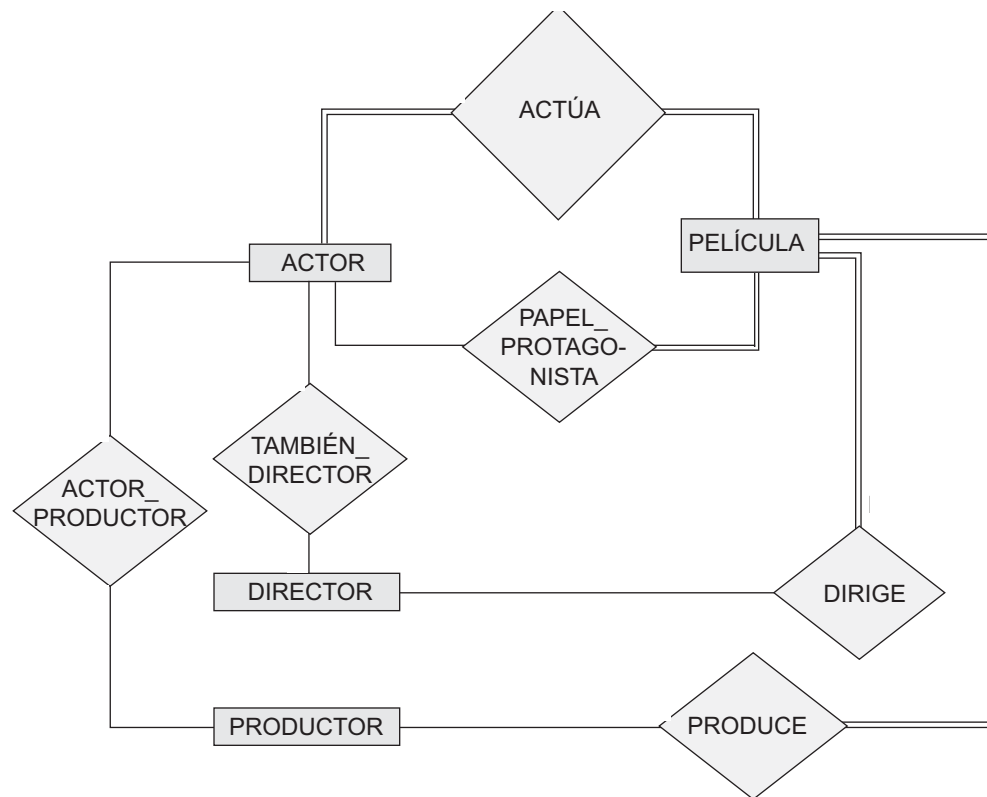 ACTÚA
PELÍCULA
ACTOR
PAPEL_
PROTAGO-
NISTA
TAMBIÉN_
DIRECTOR
ACTOR_
PRODUCTOR
DIRECTOR
DIRIGE
PRODUCTOR
PRODUCE